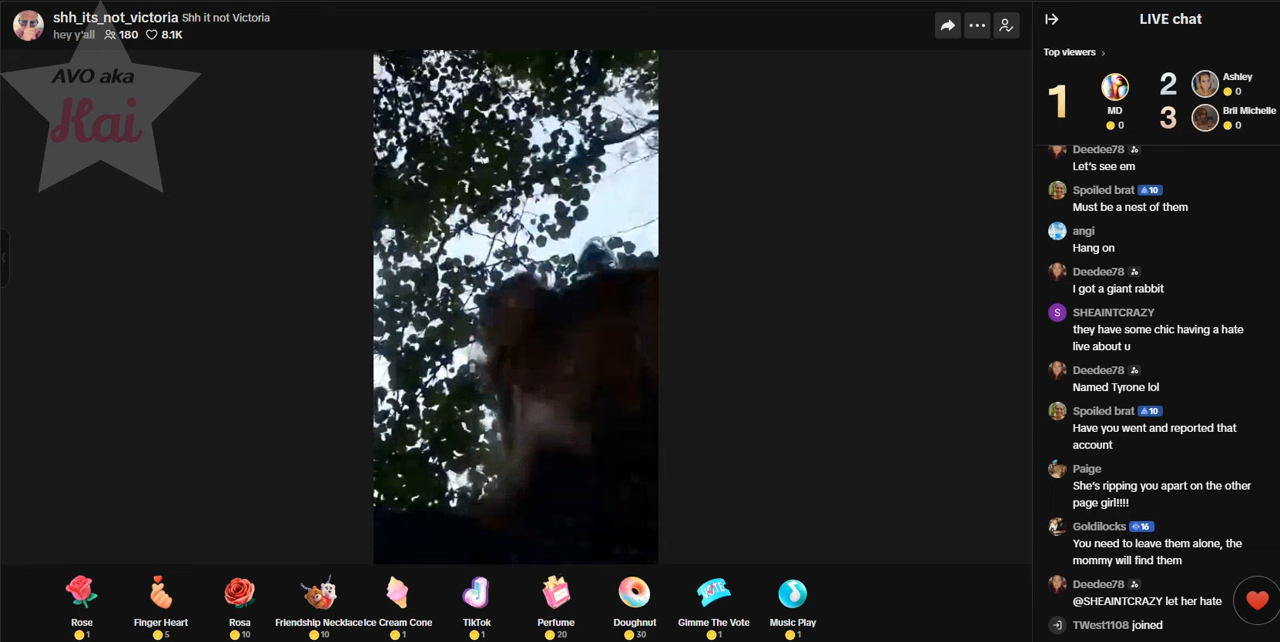 shh_its_not_victoria Shh it not Victoria
hey y'all 180 8.1K
AVO aka
Kai
LIVE chat
Top viewers
1
MD
0
2
Ashley
0
3
Brii Michelle
0
Deedee78
Let's see em
Spoiled brat 10
Must be a nest of them
angi
Hang on
Deedee78
I got a giant rabbit
S SHEAINTCRAZY
they have some chic having a hate
live about u
Deedee78
Named Tyrone lol
Spoiled brat 10
Have you went and reported that
account
Paige
She's ripping you apart on the other
page girl!!!!
Goldilocks 16
You need to leave them alone, the
mommy will find them
Deedee78
@SHEAINTCRAZY let her hate
TWest1108 joined
VOTE
Rose Finger Heart Rosa Friendship Necklace Ice Cream Cone TikTok Perfume Doughnut Gimme The Vote Music Play
1 5 10 10 1 1 20 30 1 1